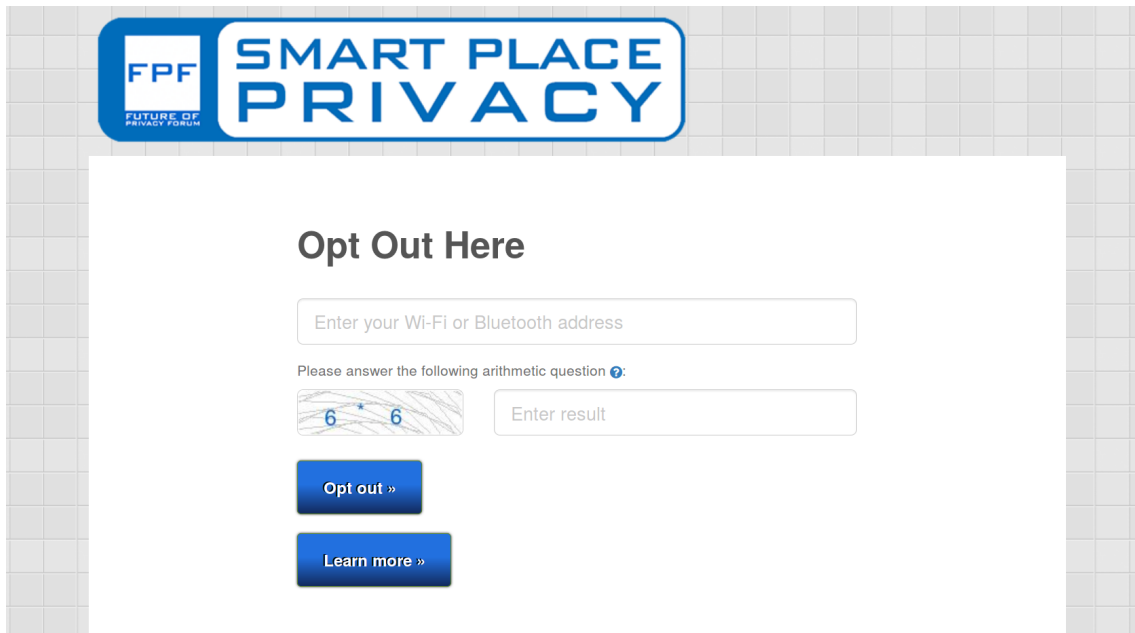 FPF
FUTURE OF
PRIVACY FORUM
SMART PLACE
PRIVACY
Opt Out Here
Enter your Wi-Fi or Bluetooth address
Please answer the following arithmetic question ?:
6 * 6
Enter result
Opt out »
Learn more »